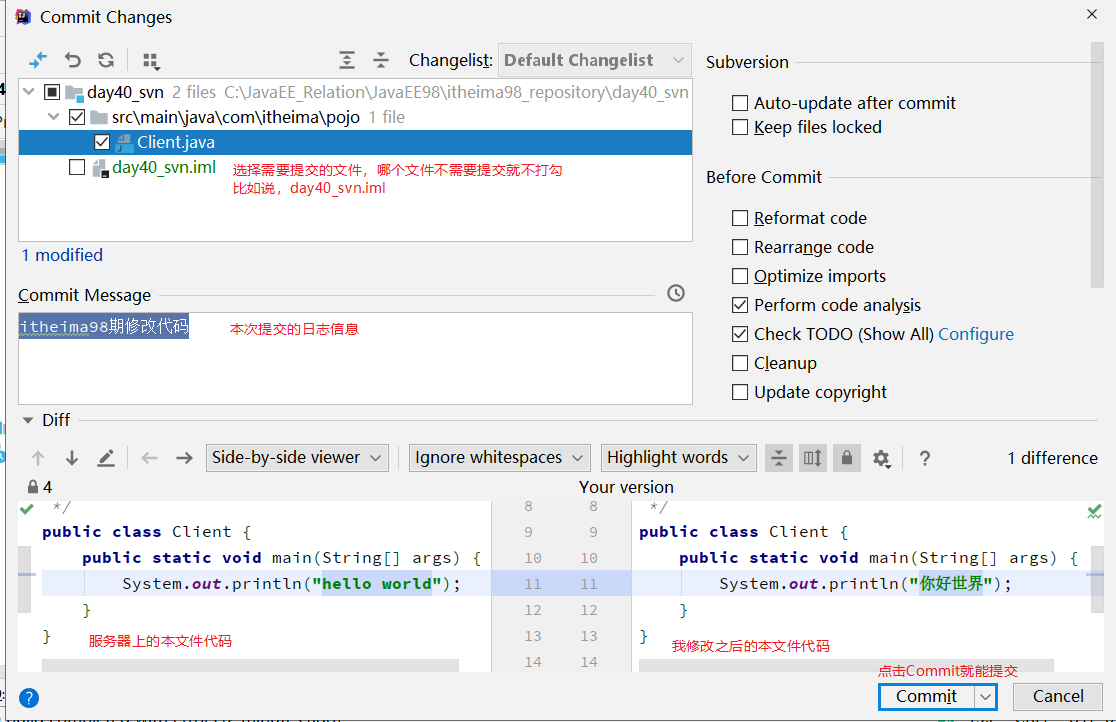 Commit Changes
Changelist: Default Changelist
day40_svn 2 files C:\JavaEE_Relation\JavaEE98\itheima98_repository\day40_svn
src\main\java\com\itheima\pojo 1 file
Client.java
day40_svn.iml
选择需要提交的文件，哪个文件不需要提交就不打勾
比如说，day40_svn.iml
1 modified
Commit Message
itheima98期修改代码
本次提交的日志信息
Subversion
Auto-update after commit
Keep files locked
Before Commit
Reformat code
Rearrange code
Optimize imports
Perform code analysis
Check TODO (Show All) Configure
Cleanup
Update copyright
Diff
Side-by-side viewer
Ignore whitespaces
Highlight words
?
1 difference
4
Your version
*/
public class Client {
public static void main(String[] args) {
System.out.println("hello world");
}
}
服务器上的本文件代码
8 8
9 9
10 10
11 11
12 12
13 13
14 14
*/
public class Client {
public static void main(String[] args) {
System.out.println("你好世界");
}
}
我修改之后的本文件代码
点击Commit就能提交
?
Commit
Cancel